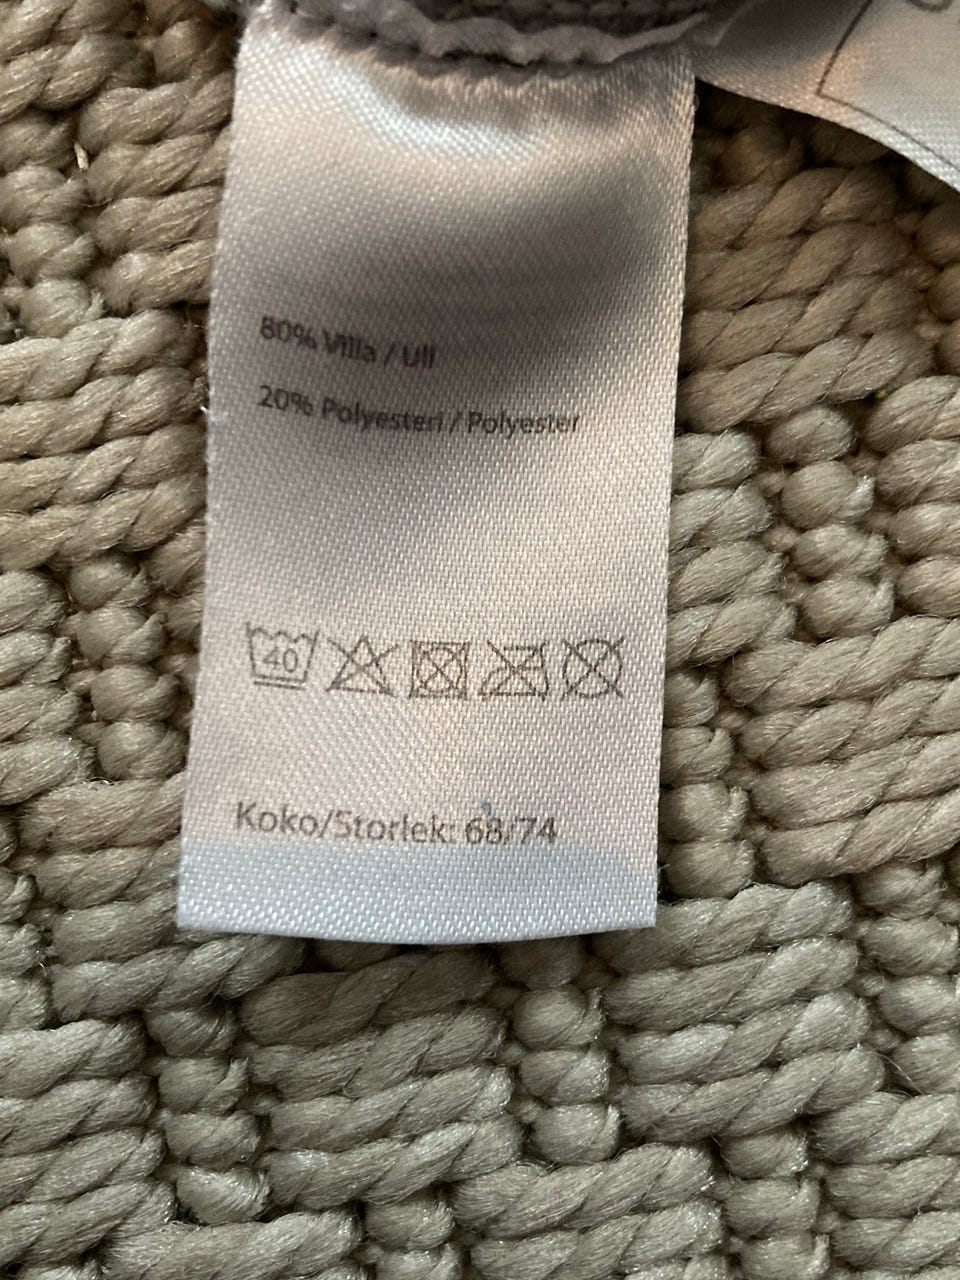 80% Villa / Ull
20% Polyesteri / Polyester
40
Koko/Storlek: 68/74